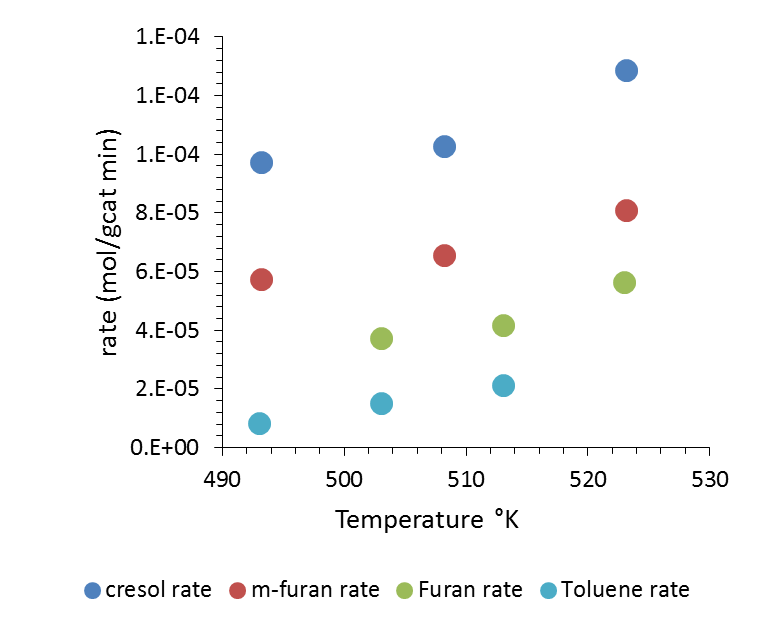 1.E-04
1.E-04
1.E-04
8.E-05
6.E-05
4.E-05
2.E-05
0.E+00
rate (mol/gcat min)
490 500 510 520 530
Temperature °K
cresol rate m-furan rate Furan rate Toluene rate